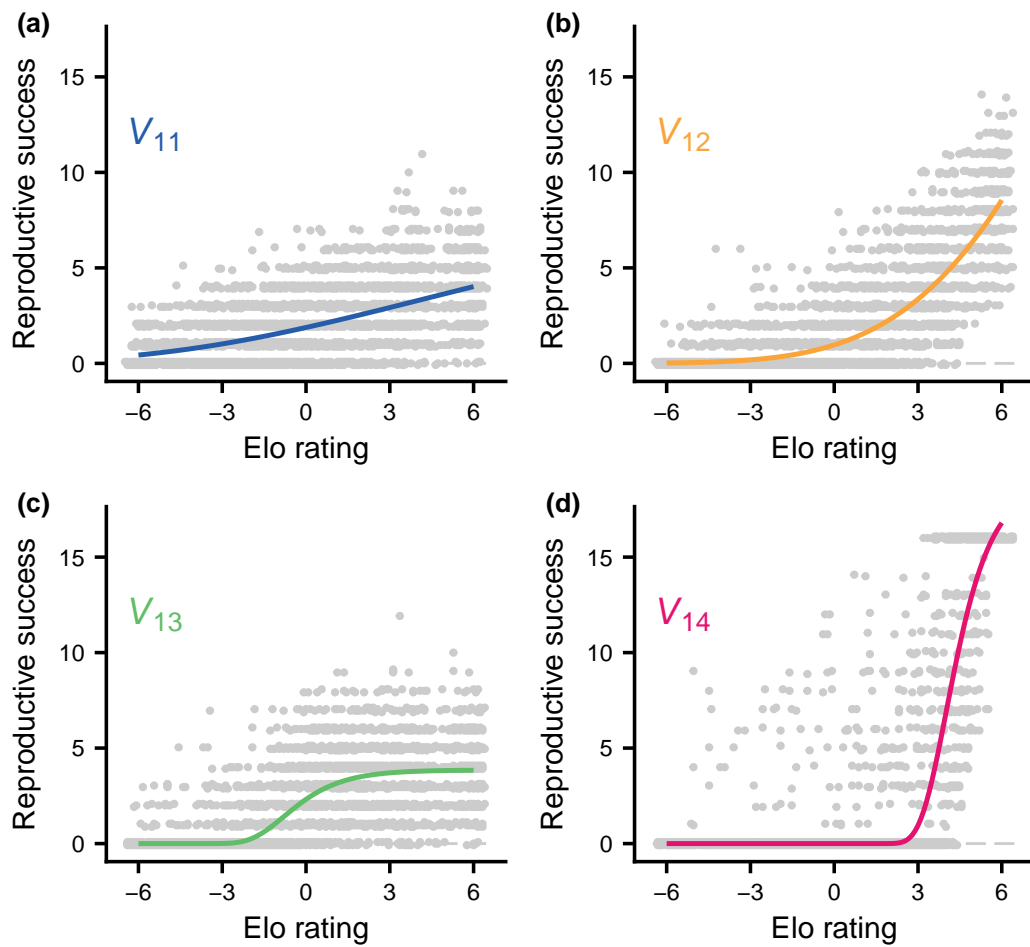 (a)
Reproductive success
15
10
5
0
V11
−6 −3 0 3 6
Elo rating
(b)
Reproductive success
15
10
5
0
V12
−6 −3 0 3 6
Elo rating
(c)
Reproductive success
15
10
5
0
V13
−6 −3 0 3 6
Elo rating
(d)
Reproductive success
15
10
5
0
V14
−6 −3 0 3 6
Elo rating